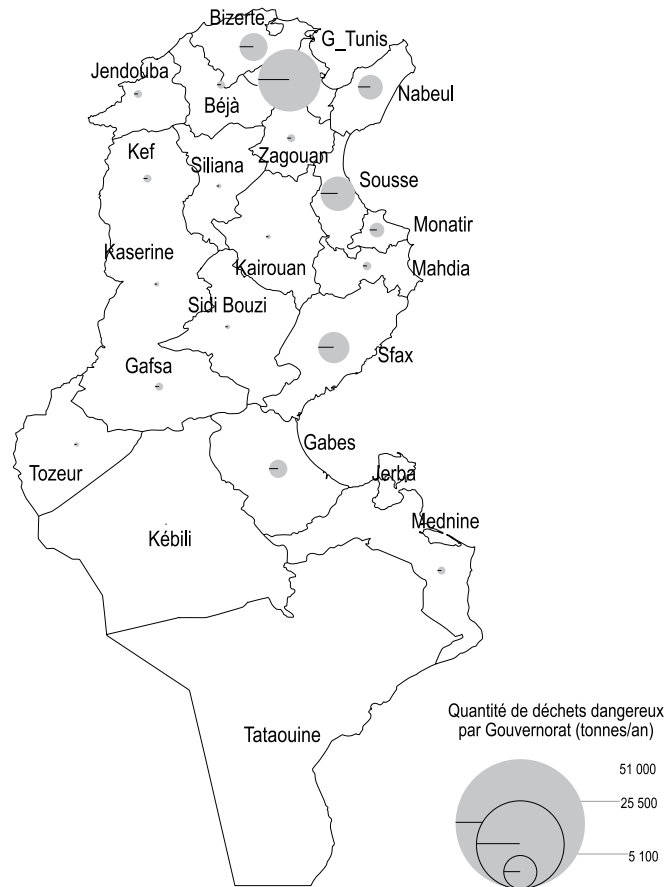 Bizerte
G_Tunis
Jendouba
Béjà
Nabeul
Kef
Siliana
Zagouan
Sousse
Monatir
Kaserine
Kairouan
Mahdia
Sidi Bouzi
Sfax
Gafsa
Gabes
Tozeur
Jerba
Mednine
Kébili
Tataouine
Quantité de déchets dangereux
par Gouvernorat (tonnes/an)
51 000
25 500
5 100